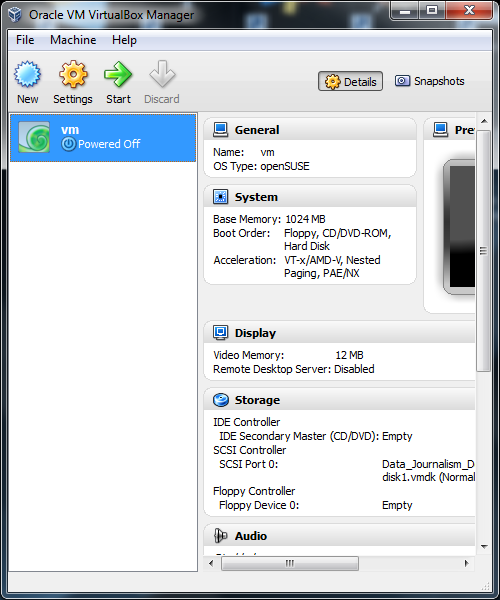 Oracle VM VirtualBox Manager
File Machine Help
New Settings Start Discard Details Snapshots
vm
Powered Off
General
Name: vm
OS Type: openSUSE
Pre
System
Base Memory: 1024 MB
Boot Order: Floppy, CD/DVD-ROM,
Hard Disk
Acceleration: VT-x/AMD-V, Nested
Paging, PAE/NX
Display
Video Memory: 12 MB
Remote Desktop Server: Disabled
Storage
IDE Controller
IDE Secondary Master (CD/DVD): Empty
SCSI Controller
SCSI Port 0: Data_Journalism_D
disk1.vmdk (Normal
Floppy Controller
Floppy Device 0: Empty
Audio